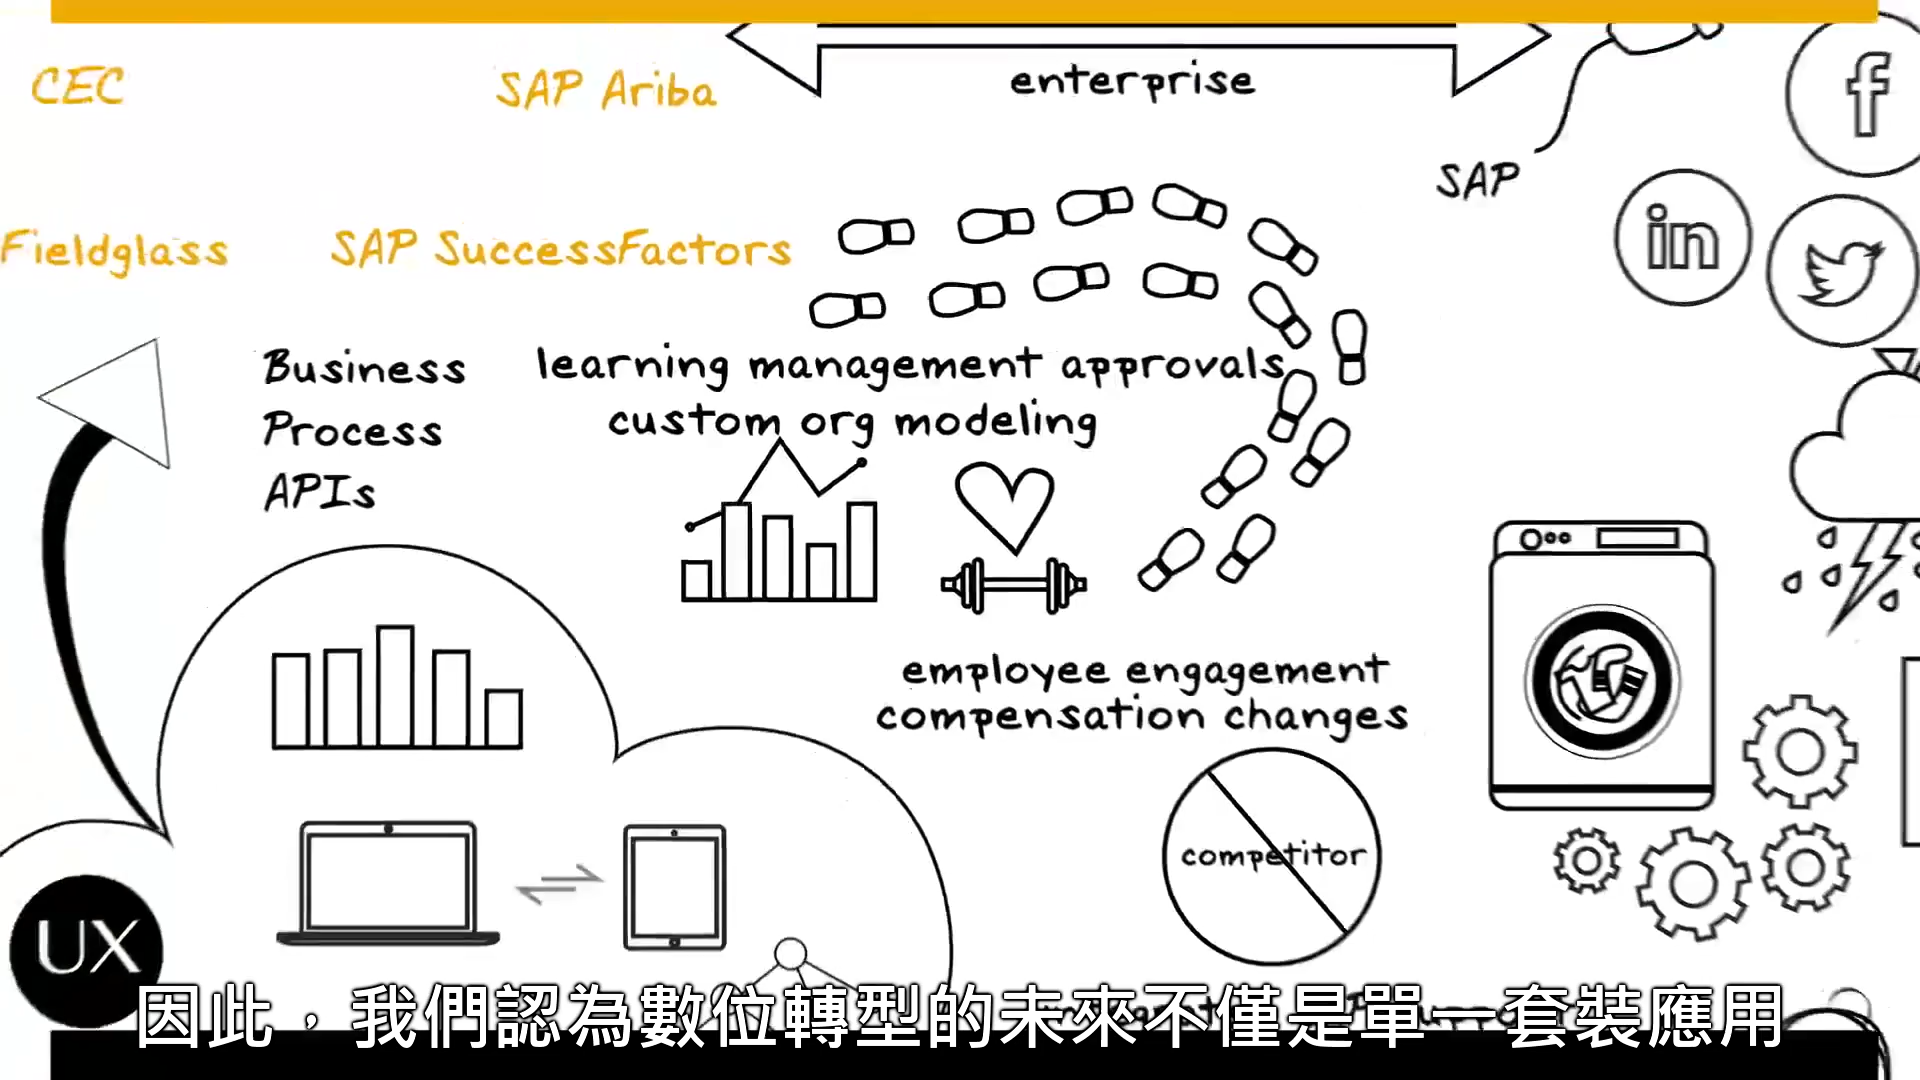 enterprise
CEC
SAP Ariba
SAP
f
in
Fieldglass
SAP SuccessFactors
Business
Process
APIs
learning management approvals
custom org modeling
employee engagement
compensation changes
competitor
UX
因此，我們認為數位轉型的未來不僅是單一套裝應用